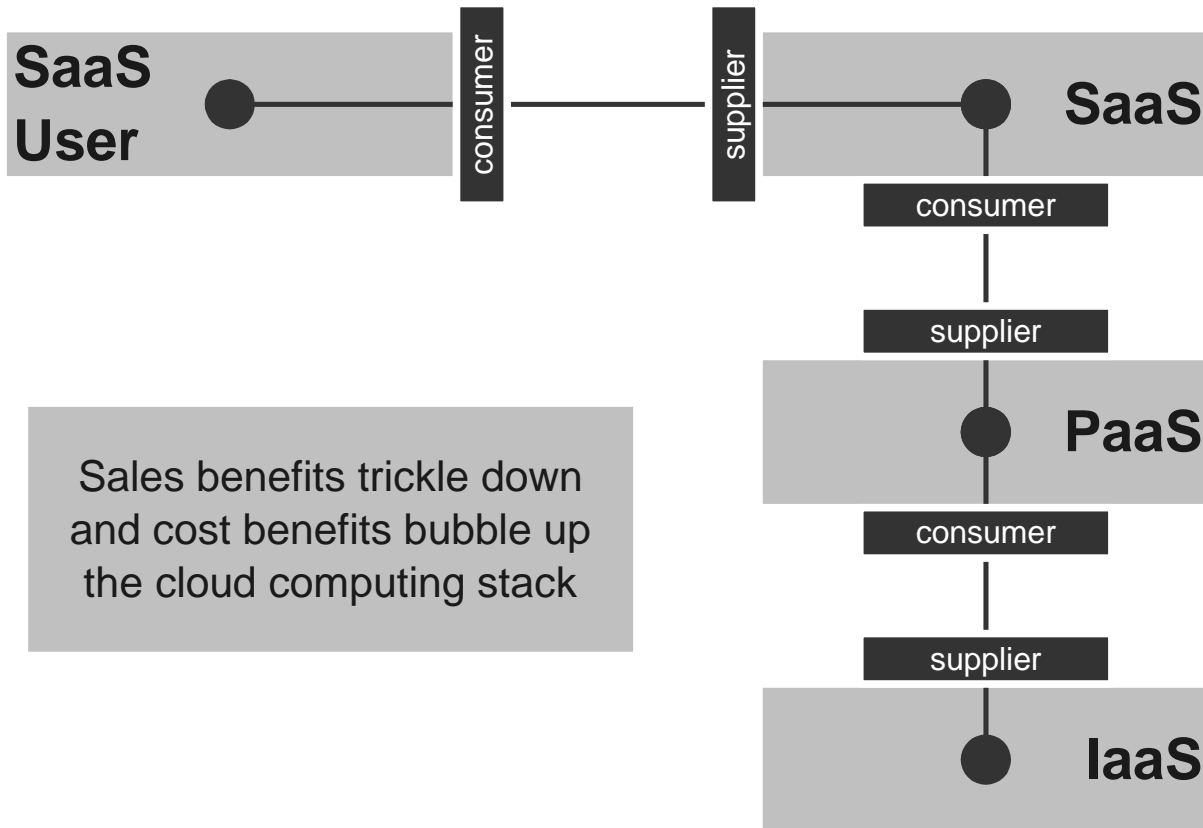 SaaS
User
consumer
supplier
SaaS
consumer
supplier
PaaS
Sales benefits trickle down
and cost benefits bubble up
the cloud computing stack
consumer
supplier
IaaS